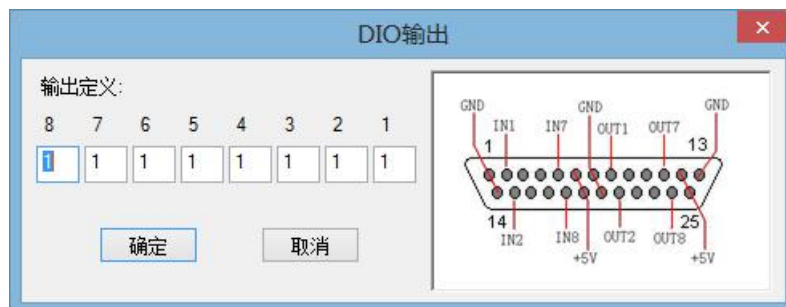 DIO输出
输出定义:
8 7 6 5 4 3 2 1
1 1 1 1 1 1 1 1
确定 取消
GND GND GND
IN1 IN7 OUT1 OUT7
1 13
14 25
IN2 IN8 OUT2 OUT8
+5V +5V